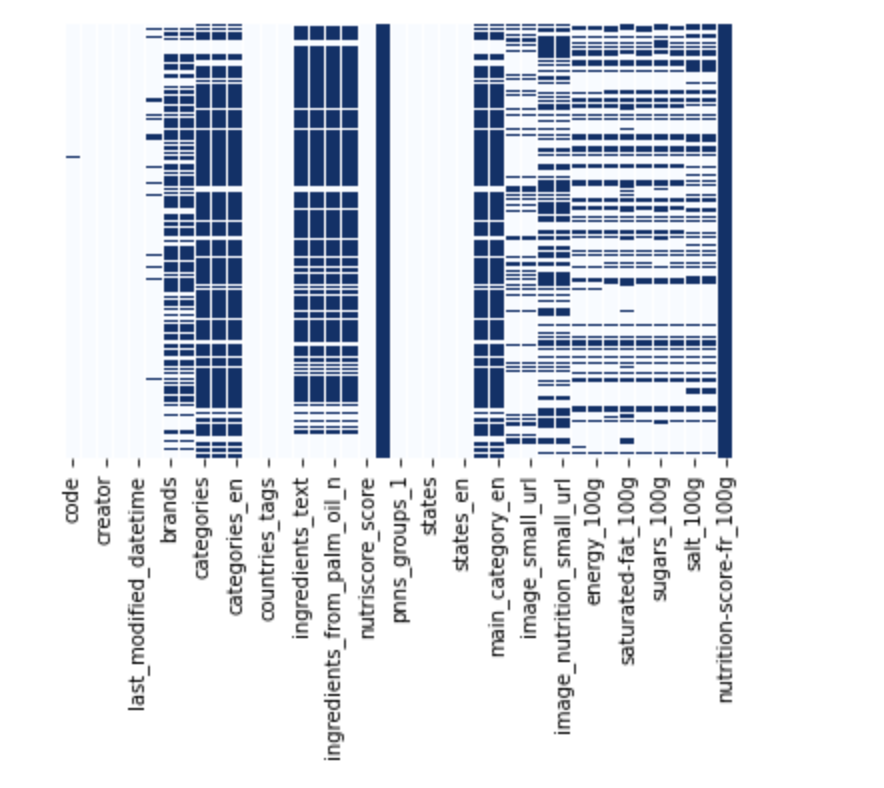 code
creator
last_modified_datetime
brands
categories
categories_en
countries_tags
ingredients_text
ingredients_from_palm_oil_n
nutriscore_score
pnns_groups_1
states
states_en
main_category_en
image_small_url
image_nutrition_small_url
energy_100g
saturated-fat_100g
sugars_100g
salt_100g
nutrition-score-fr_100g